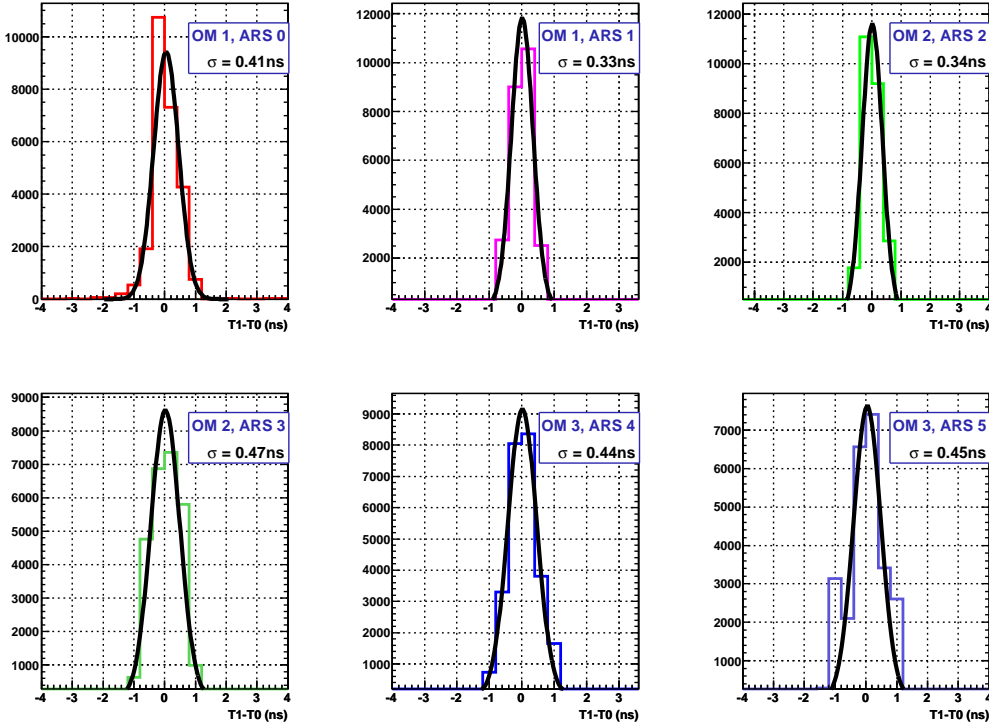 OM 1, ARS 0
σ = 0.41ns
10000
8000
6000
4000
2000
0
-4 -3 -2 -1 0 1 2 3 4
T1-T0 (ns)
OM 1, ARS 1
σ = 0.33ns
12000
10000
8000
6000
4000
2000
-4 -3 -2 -1 0 1 2 3
T1-T0 (ns)
OM 2, ARS 2
σ = 0.34ns
12000
10000
8000
6000
4000
2000
-4 -3 -2 -1 0 1 2 3 4
T1-T0 (ns)
OM 2, ARS 3
σ = 0.47ns
9000
8000
7000
6000
5000
4000
3000
2000
1000
-4 -3 -2 -1 0 1 2 3 4
T1-T0 (ns)
OM 3, ARS 4
σ = 0.44ns
9000
8000
7000
6000
5000
4000
3000
2000
1000
-4 -3 -2 -1 0 1 2 3 4
T1-T0 (ns)
OM 3, ARS 5
σ = 0.45ns
7000
6000
5000
4000
3000
2000
1000
-4 -3 -2 -1 0 1 2 3 4
T1-T0 (ns)